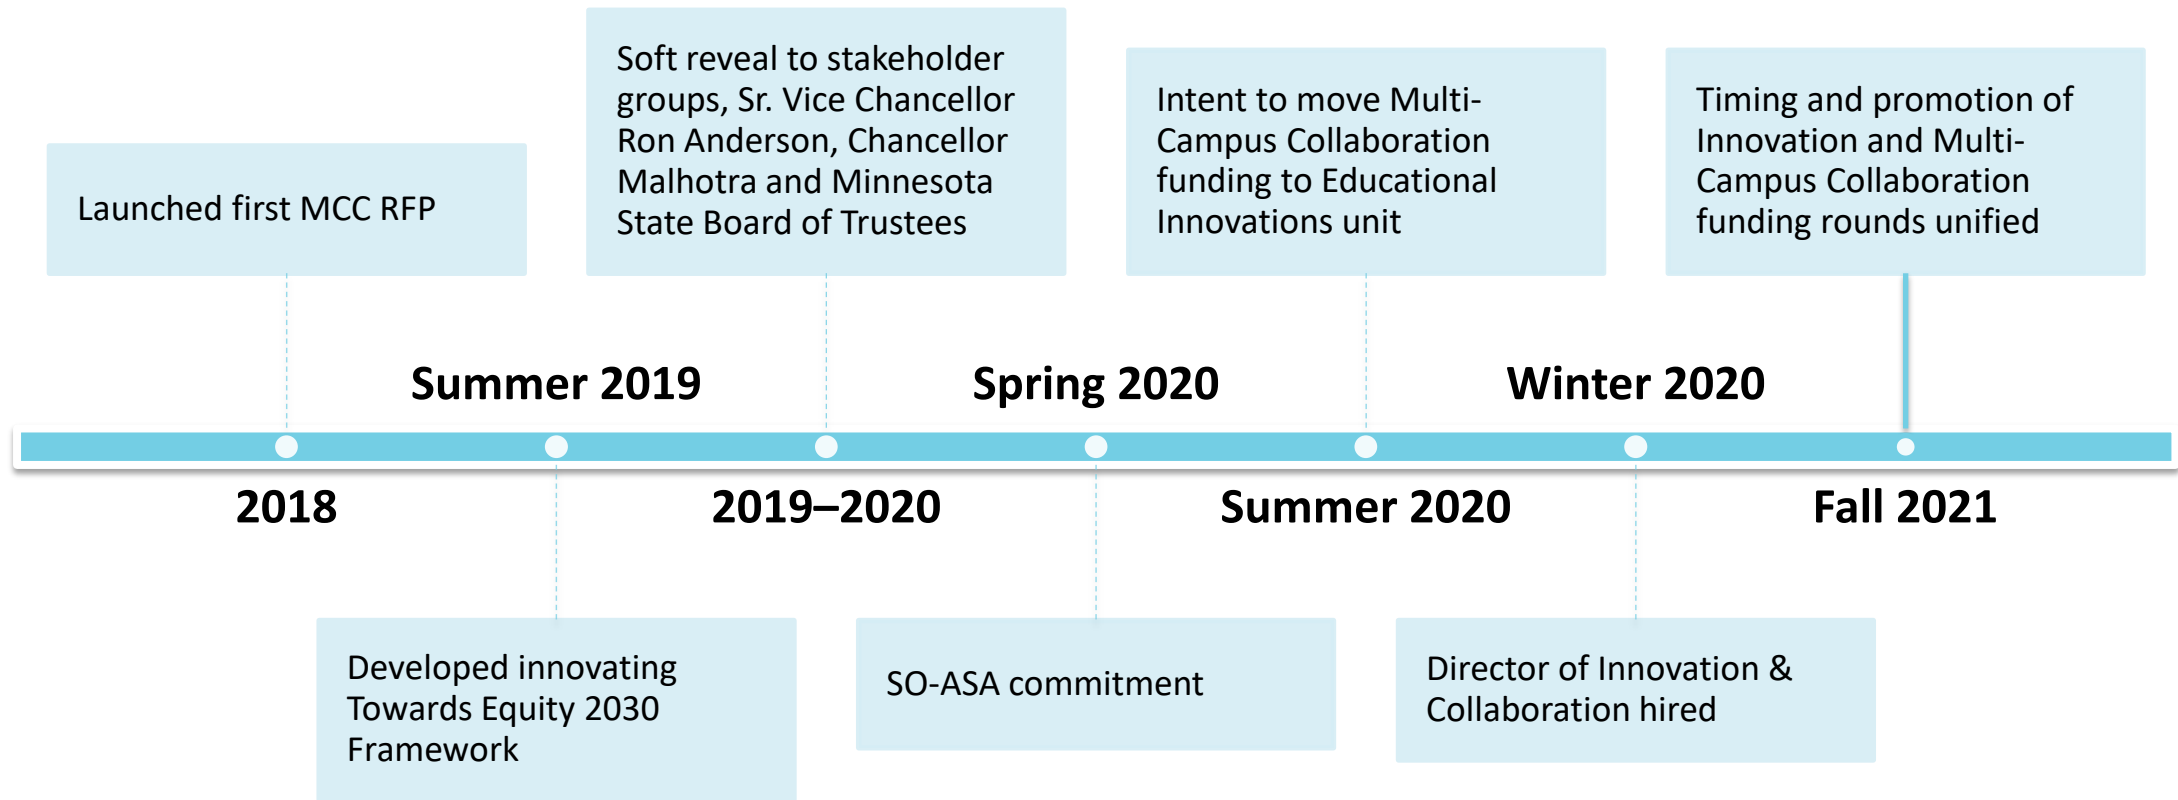 Launched first MCC RFP
2018
Summer 2019
Developed innovating
Towards Equity 2030
Framework
Soft reveal to stakeholder
groups, Sr. Vice Chancellor
Ron Anderson, Chancellor
Malhotra and Minnesota
State Board of Trustees
2019–2020
Spring 2020
SO-ASA commitment
Intent to move Multi-
Campus Collaboration
funding to Educational
Innovations unit
Summer 2020
Winter 2020
Director of Innovation &
Collaboration hired
Timing and promotion of
Innovation and Multi-
Campus Collaboration
funding rounds unified
Fall 2021